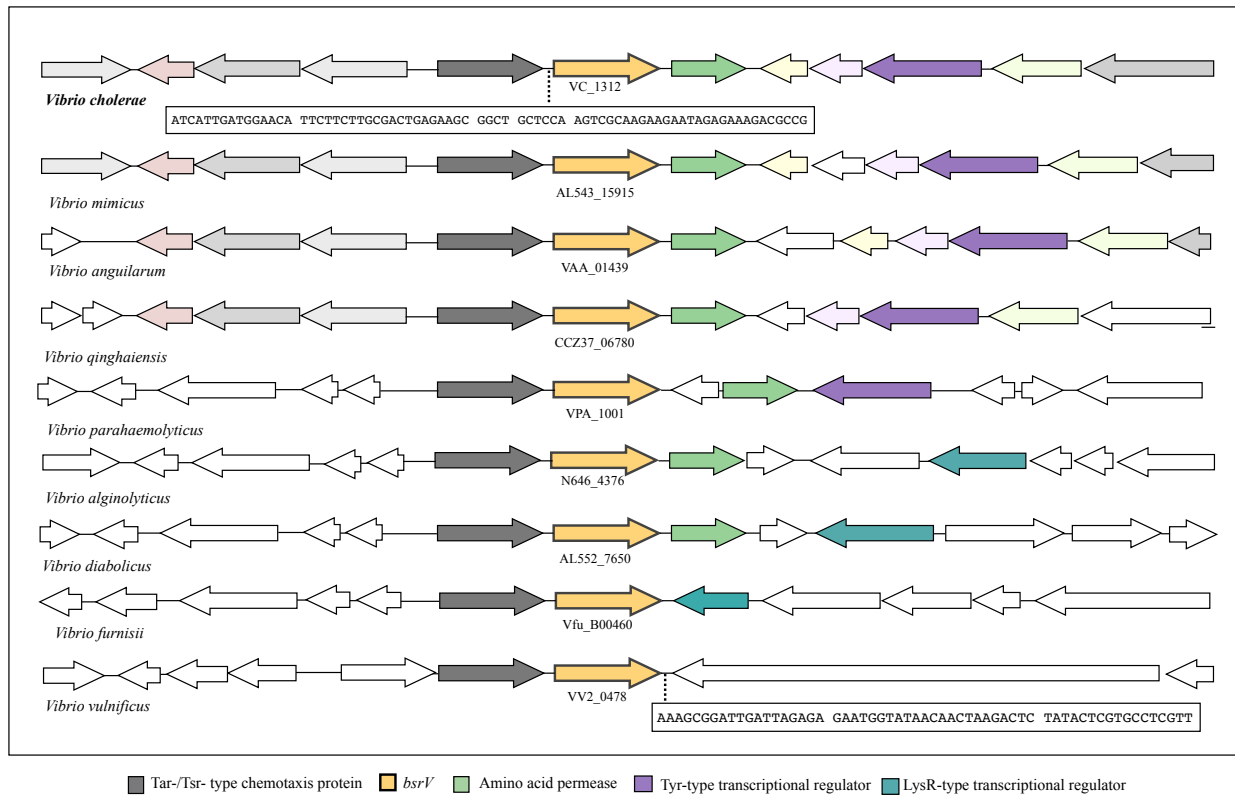 VC_1312
Vibrio cholerae
ATCATTGATGGAACA TTCTTCTTGCGACTGAGAAGC GGCT GCTCCA AGTCGCAAGAAGAATAGAGAAAGACGCCG
AL543_15915
Vibrio mimicus
VAA_01439
Vibrio anguilarum
CCZ37_06780
Vibrio qinghaiensis
VPA_1001
Vibrio parahaemolyticus
N646_4376
Vibrio alginolyticus
AL552_7650
Vibrio diabolicus
Vfu_B00460
Vibrio furnisii
VV2_0478
Vibrio vulnificus
AAAGCGGATTGATTAGAGA GAATGGTATAACAACTAAGACTC TATACTCGTGCCTCGTT
Tar-/Tsr- type chemotaxis protein bsrV Amino acid permease Tyr-type transcriptional regulator LysR-type transcriptional regulator